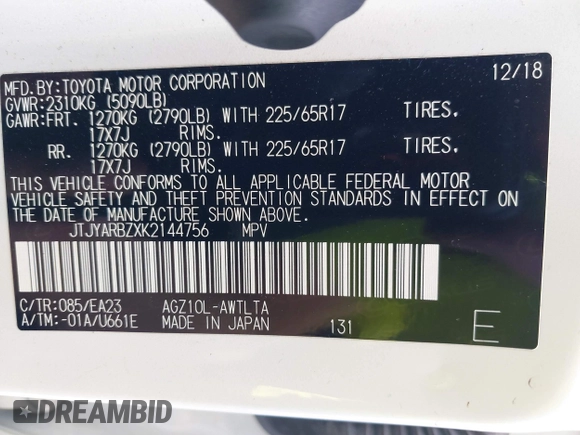 MFD.BY:TOYOTA MOTOR CORPORATION 12/18
GVWR:2310KG (5090LB)
GAWR:FRT. 1270KG (2790LB) WITH 225/65R17 TIRES,
17X7J RIMS.
RR. 1270KG (2790LB) WITH 225/65R17 TIRES,
17X7J RIMS.
THIS VEHICLE CONFORMS TO ALL APPLICABLE FEDERAL MOTOR
VEHICLE SAFETY AND THEFT PREVENTION STANDARDS IN EFFECT ON
THE DATE OF MANUFACTURE SHOWN ABOVE.
JTJYARBZXK2144756 MPV
C/TR:085/EA23 AGZ10L-AWTLTA
A/TM:-01A/U661E MADE IN JAPAN 131 E
DREAMBID